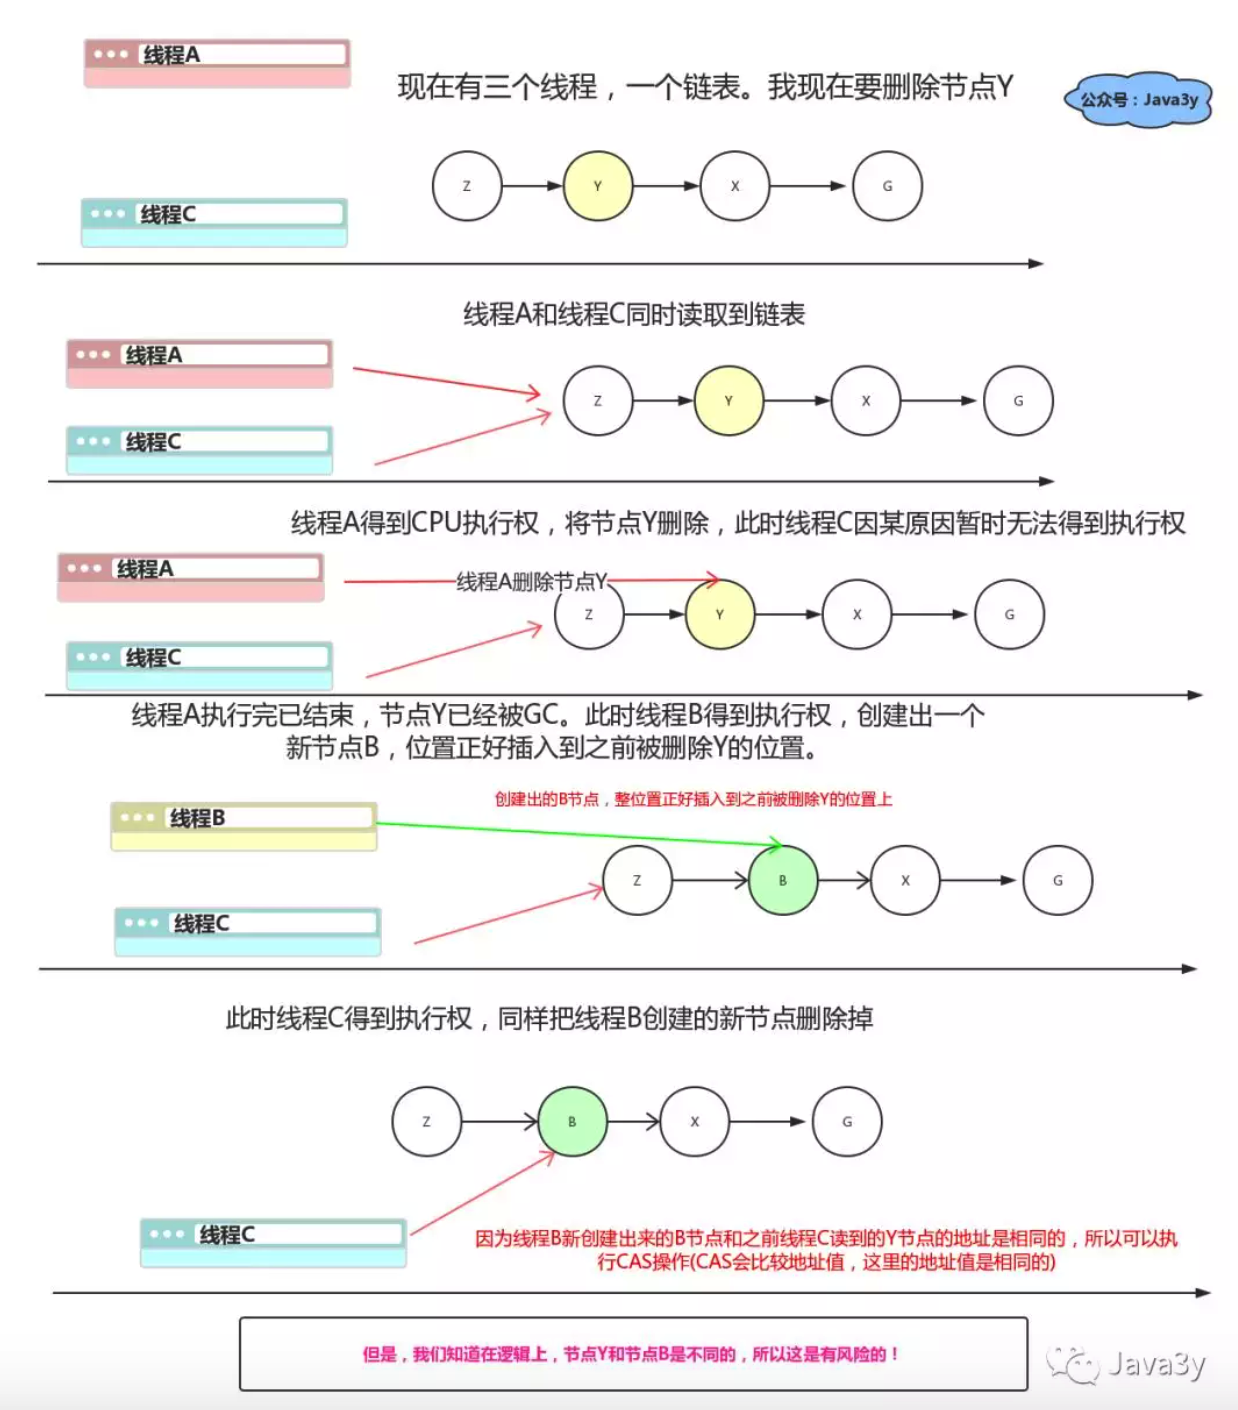 线程A
现在有三个线程，一个链表。我现在要删除节点Y
公众号：Java3y
Z Y X G
线程C
线程A和线程C同时读取到链表
线程A
Z Y X G
线程C
线程A得到CPU执行权，将节点Y删除，此时线程C因某原因暂时无法得到执行权
线程A
线程A删除节点Y
Z Y X G
线程C
线程A执行完已结束，节点Y已经被GC。此时线程B得到执行权，创建出一个
新节点B，位置正好插入到之前被删除Y的位置。
创建出的B节点，整位置正好插入到之前被删除Y的位置上
线程B
Z B X G
线程C
此时线程C得到执行权，同样把线程B创建的新节点删除掉
Z B X G
线程C
因为线程B新创建出来的B节点和之前线程C读到的Y节点的地址是相同的，所以可以执
行CAS操作(CAS会比较地址值，这里的地址值是相同的)
但是，我们知道在逻辑上，节点Y和节点B是不同的，所以这是有风险的！
Java3y